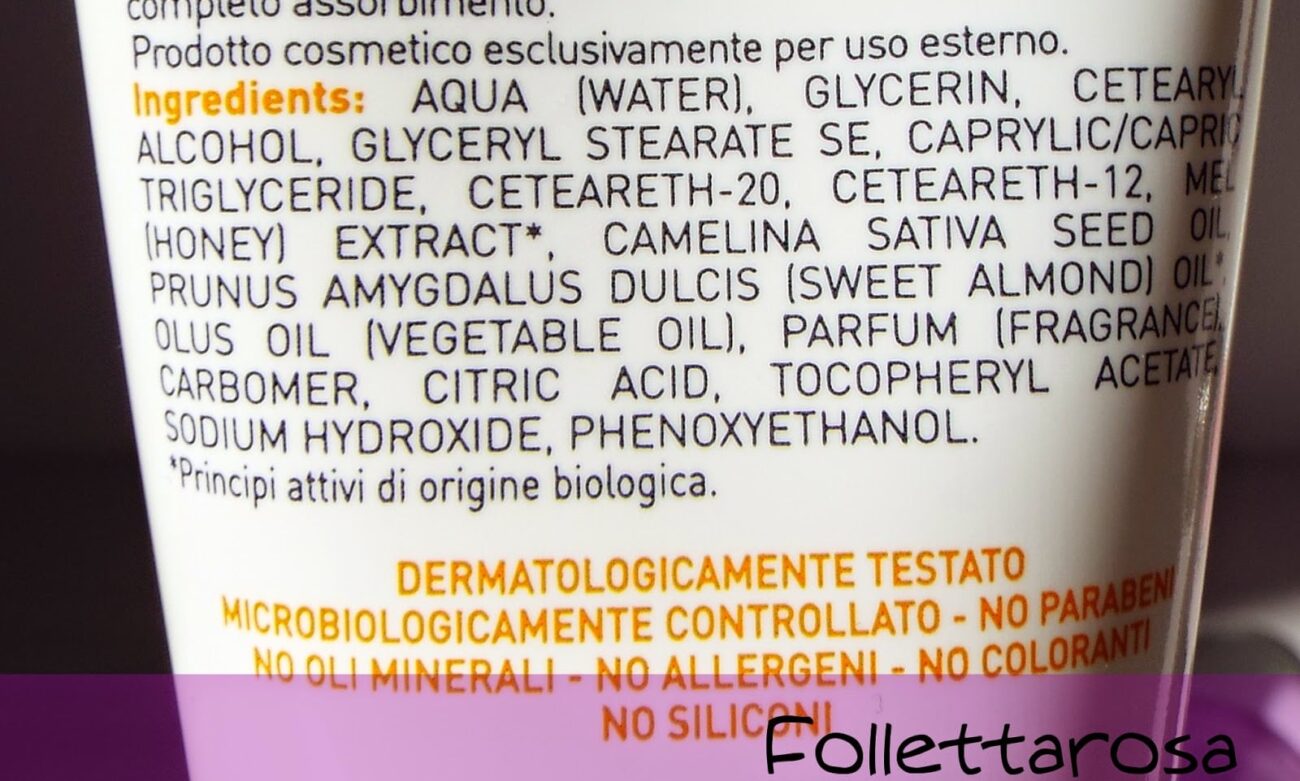 completo assorbimento.
Prodotto cosmetico esclusivamente per uso esterno.
Ingredients: AQUA (WATER), GLYCERIN, CETEARYL
ALCOHOL, GLYCERYL STEARATE SE, CAPRYLIC/CAPRIC
TRIGLYCERIDE, CETEARETH-20, CETEARETH-12, MEL
(HONEY) EXTRACT*, CAMELINA SATIVA SEED OIL,
PRUNUS AMYGDALUS DULCIS (SWEET ALMOND) OIL*,
OLUS OIL (VEGETABLE OIL), PARFUM (FRAGRANCE),
CARBOMER, CITRIC ACID, TOCOPHERYL ACETATE,
SODIUM HYDROXIDE, PHENOXYETHANOL.
*Principi attivi di origine biologica.
DERMATOLOGICAMENTE TESTATO
MICROBIOLOGICAMENTE CONTROLLATO - NO PARABENI
NO OLI MINERALI - NO ALLERGENI - NO COLORANTI
NO SILICONI
Follettarosa